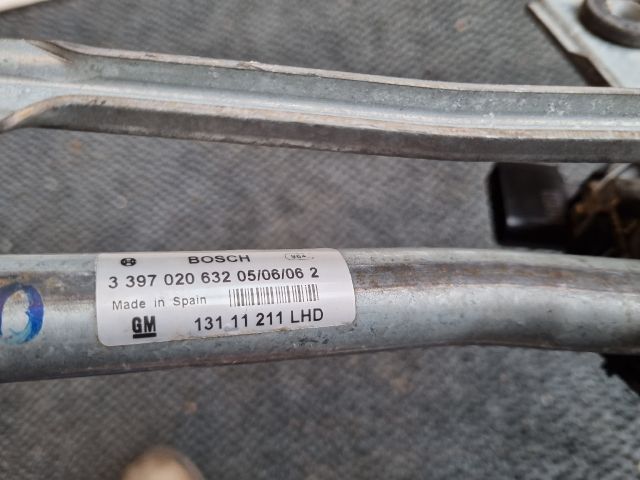 BOSCH
3 397 020 632 05/06/06 2
Made in Spain
GM 131 11 211 LHD